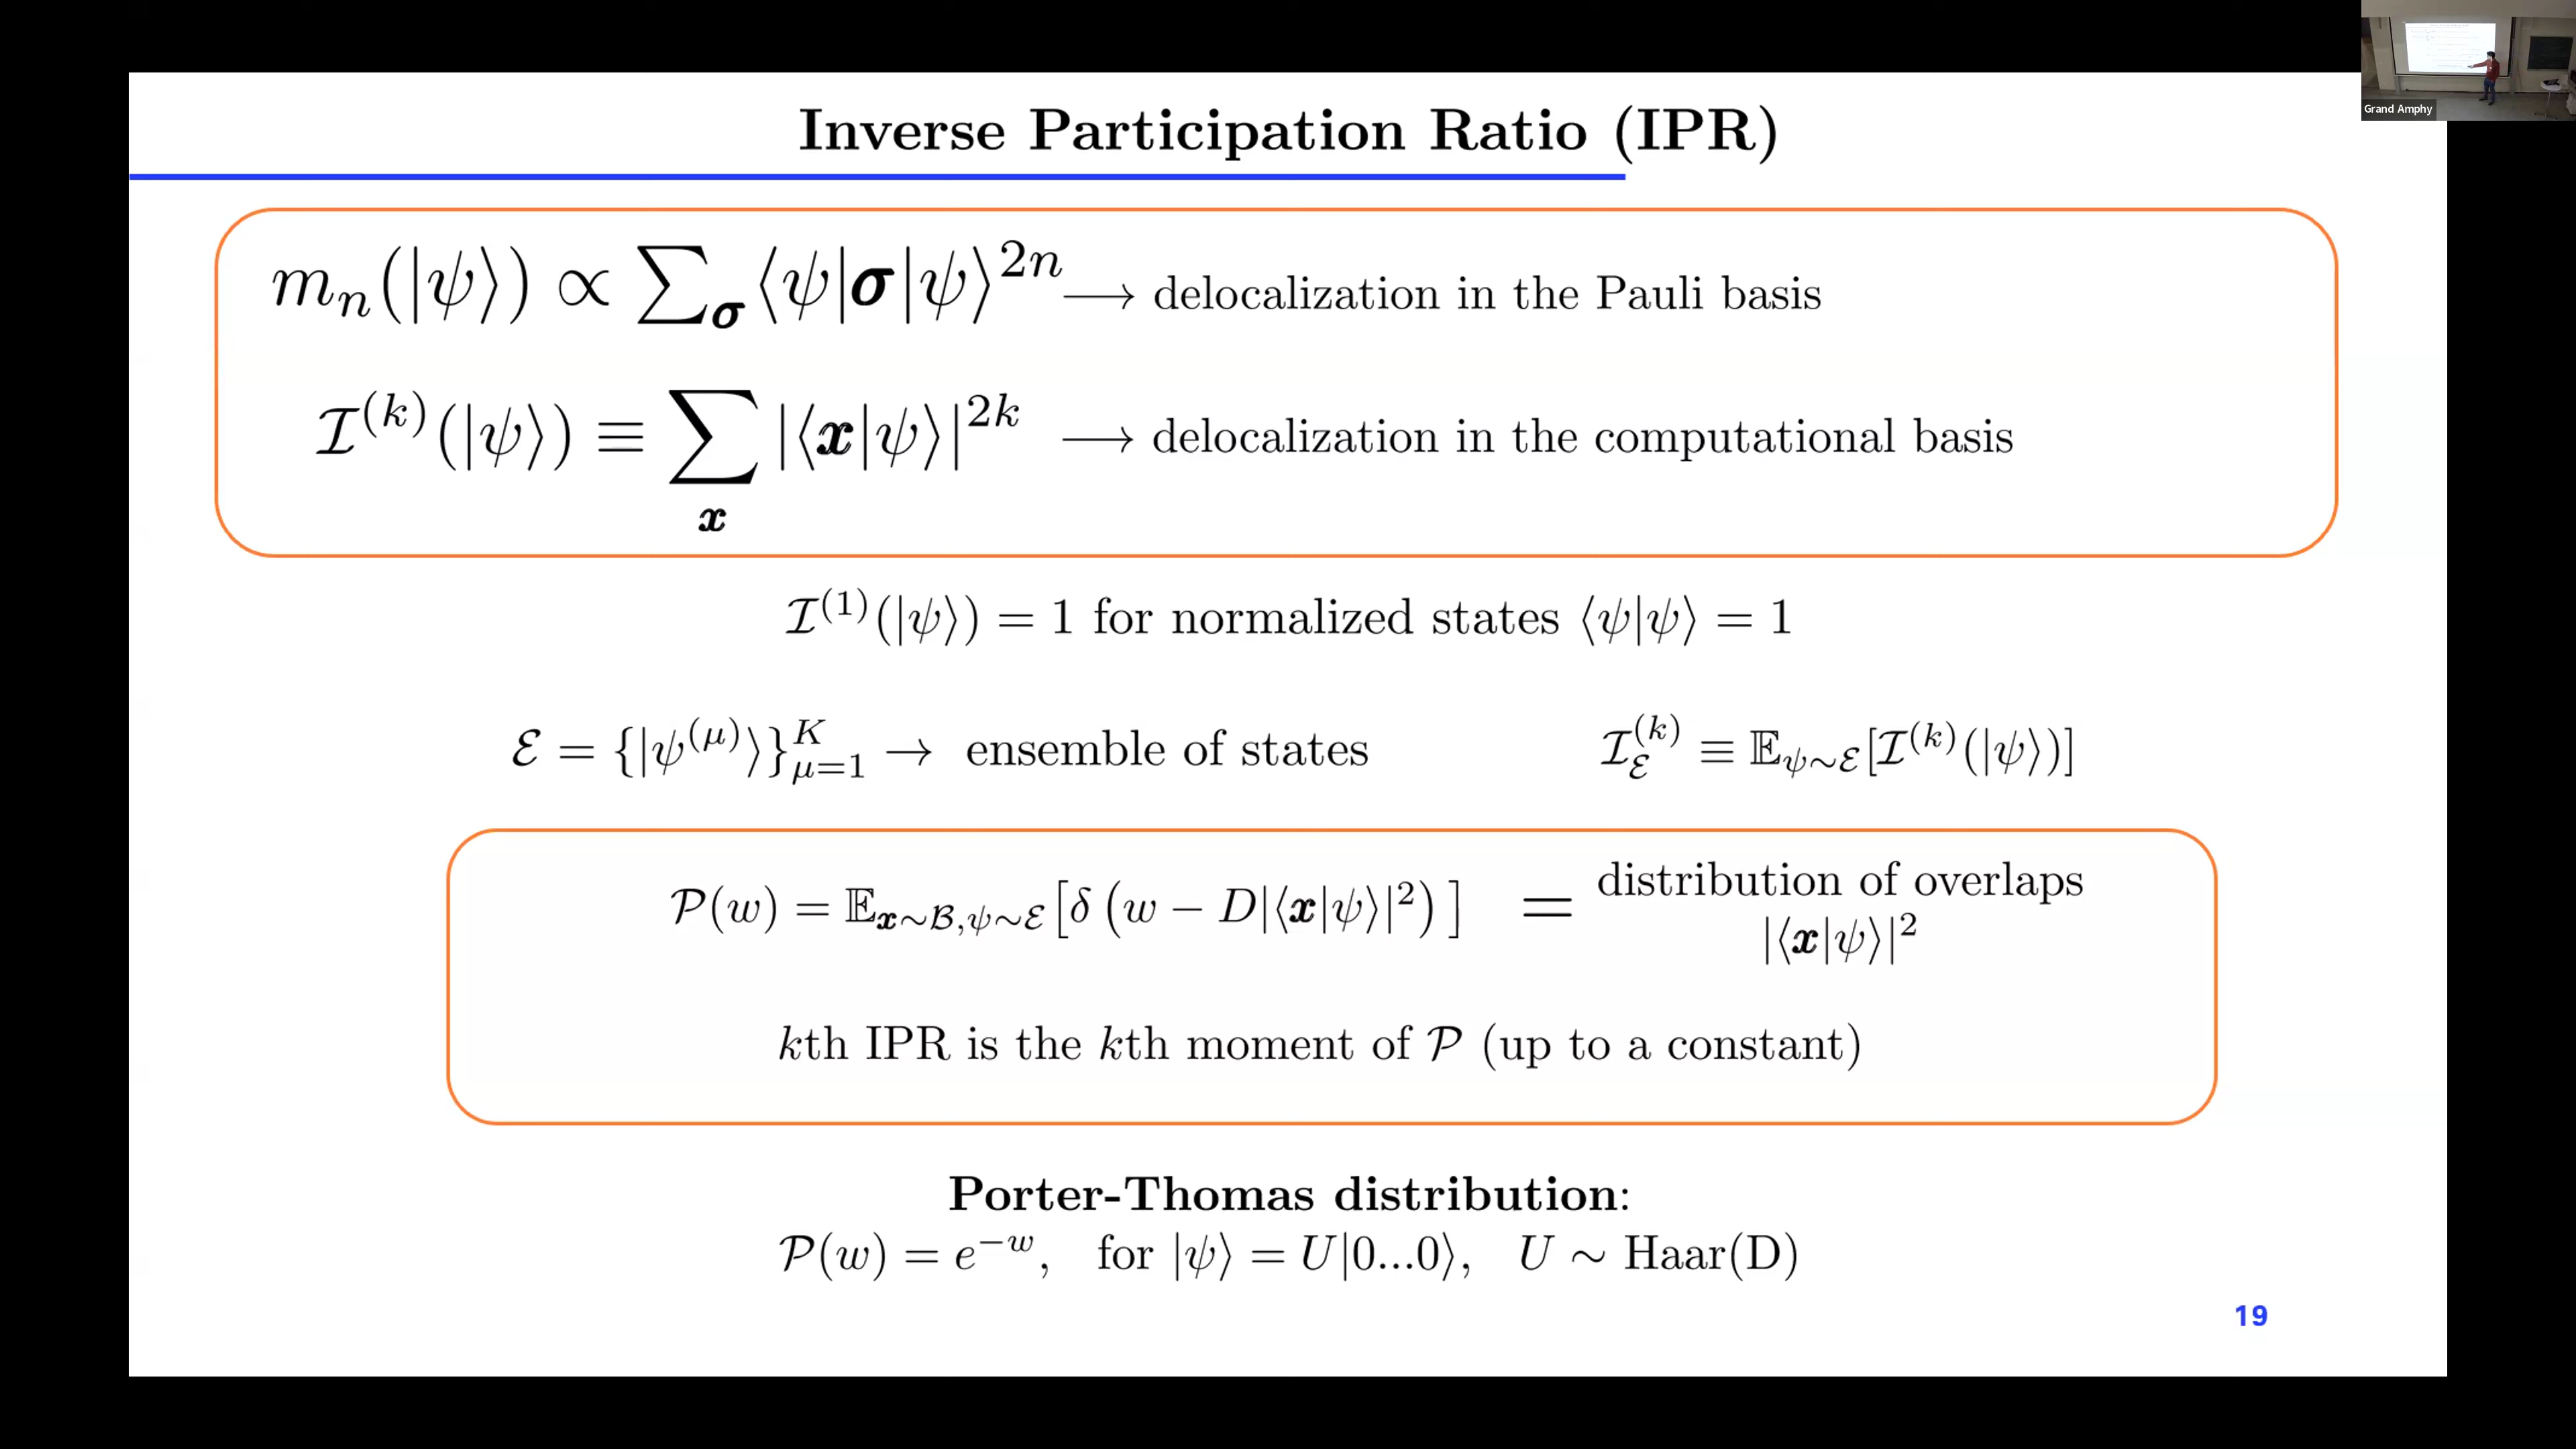 Grand Amphy
Inverse Participation Ratio (IPR)
mₙ(|ψ⟩) ∝ ∑_𝝈 ⟨ψ|𝝈|ψ⟩²ⁿ ⟶ delocalization in the Pauli basis
𝓘^(k)(|ψ⟩) ≡ ∑_𝒙 |⟨𝒙|ψ⟩|^{2k} ⟶ delocalization in the computational basis
𝓘^(1)(|ψ⟩) = 1 for normalized states ⟨ψ|ψ⟩ = 1
𝓔 = {|ψ^(μ)⟩}_{μ=1}^K → ensemble of states 𝓘_𝓔^(k) ≡ 𝔼_{ψ∼𝓔}[𝓘^(k)(|ψ⟩)]
𝓟(w) = 𝔼_{𝒙∼𝓑,ψ∼𝓔}[δ(w − D|⟨𝒙|ψ⟩|²)] = distribution of overlaps
|⟨𝒙|ψ⟩|²
kth IPR is the kth moment of 𝓟 (up to a constant)
Porter-Thomas distribution:
𝓟(w) = e^{−w}, for |ψ⟩ = U|0...0⟩, U ∼ Haar(D)
19